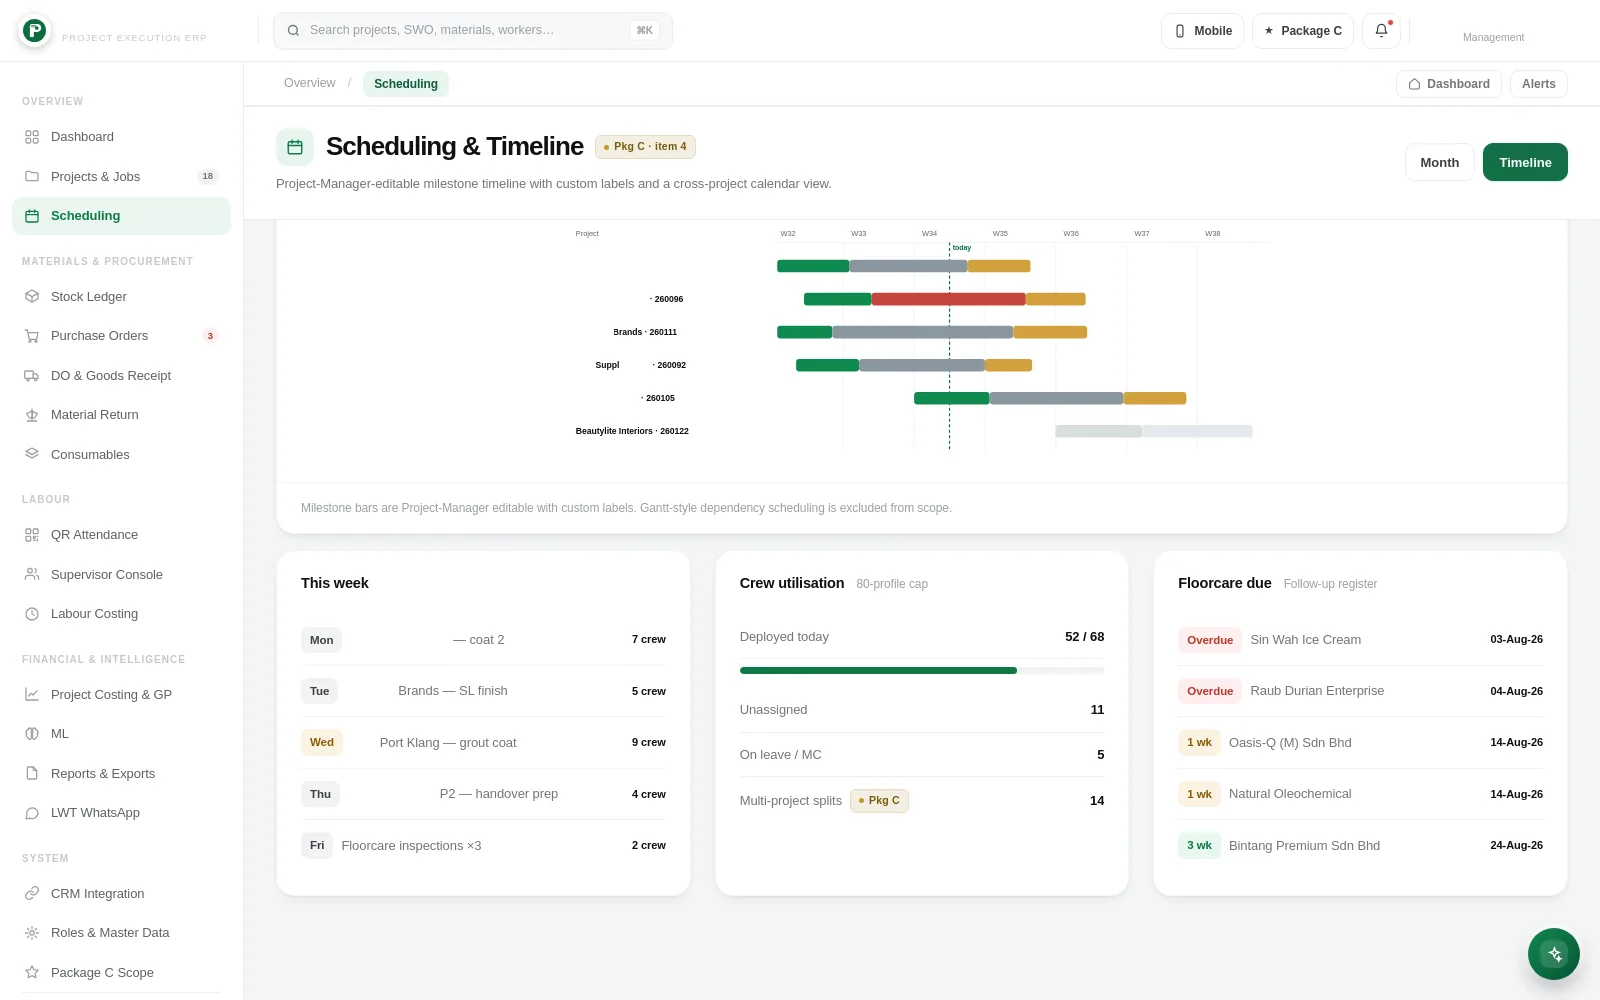 PROJECT EXECUTION ERP
Search projects, SWO, materials, workers…
⌘K
Mobile
★ Package C
Management
Overview / Scheduling
Dashboard
Alerts
OVERVIEW
Dashboard
Projects & Jobs 18
Scheduling
MATERIALS & PROCUREMENT
Stock Ledger
Purchase Orders 3
DO & Goods Receipt
Material Return
Consumables
LABOUR
QR Attendance
Supervisor Console
Labour Costing
FINANCIAL & INTELLIGENCE
Project Costing & GP
ML
Reports & Exports
LWT WhatsApp
SYSTEM
CRM Integration
Roles & Master Data
Package C Scope
Scheduling & Timeline
Pkg C · item 4
Project-Manager-editable milestone timeline with custom labels and a cross-project calendar view.
Month
Timeline
Project W32 W33 W34 W35 W36 W37 W38
today
· 260096
Brands · 260111
Suppl · 260092
· 260105
Beautylite Interiors · 260122
Milestone bars are Project-Manager editable with custom labels. Gantt-style dependency scheduling is excluded from scope.
This week
Mon — coat 2 7 crew
Tue Brands — SL finish 5 crew
Wed Port Klang — grout coat 9 crew
Thu P2 — handover prep 4 crew
Fri Floorcare inspections ×3 2 crew
Crew utilisation 80-profile cap
Deployed today 52 / 68
Unassigned 11
On leave / MC 5
Multi-project splits Pkg C 14
Floorcare due Follow-up register
Overdue Sin Wah Ice Cream 03-Aug-26
Overdue Raub Durian Enterprise 04-Aug-26
1 wk Oasis-Q (M) Sdn Bhd 14-Aug-26
1 wk Natural Oleochemical 14-Aug-26
3 wk Bintang Premium Sdn Bhd 24-Aug-26